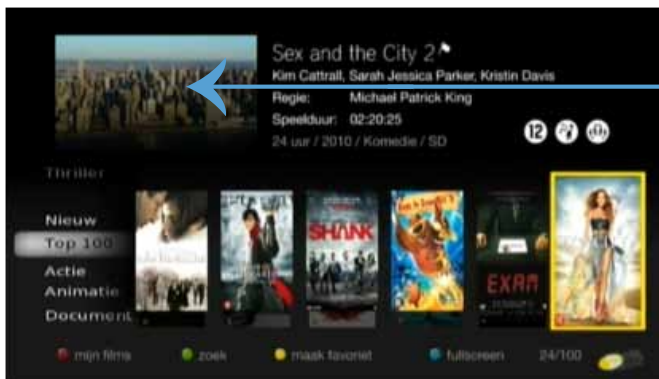 Sex and the City 2
Kim Cattrall, Sarah Jessica Parker, Kristin Davis
Regie: Michael Patrick King
Speelduur: 02:20:25
24 uur / 2010 / Komedie / SD
12
Thriller
Nieuw
Top 100
Actie
Animatie
Document
SHANK
EXAM
mijn films
zoek
maak favoriet
fullscreen
24/100